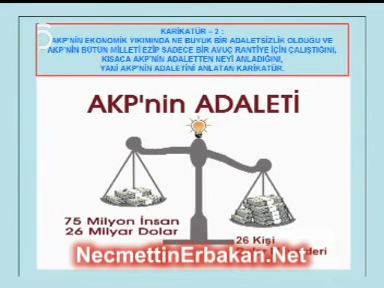 KARİKATÜR – 2 :
AKP'NİN EKONOMİK YIKIMINDA NE BÜYÜK BİR ADALETSİZLİK OLDUĞU VE
AKP'NİN BÜTÜN MİLLETİ EZİP SADECE BİR AVUÇ RANTİYE İÇİN ÇALIŞTIĞINI,
KISACA AKP'NİN ADALETTEN NEYİ ANLADIĞINI,
YANİ AKP'NİN ADALETİNİ ANLATAN KARİKATÜR.
AKP'nin ADALETİ
75 Milyon İnsan
26 Milyar Dolar
26 Kişi
NecmettinErbakan.Net